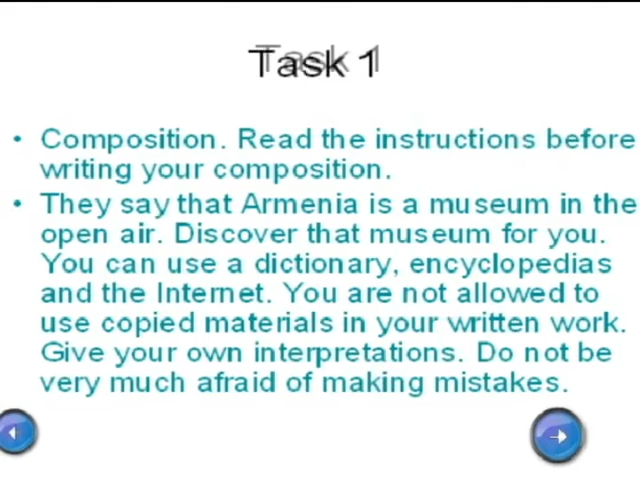 Task 1
• Composition. Read the instructions before
writing your composition.
• They say that Armenia is a museum in the
open air. Discover that museum for you.
You can use a dictionary, encyclopedias
and the Internet. You are not allowed to
use copied materials in your written work.
Give your own interpretations. Do not be
very much afraid of making mistakes.